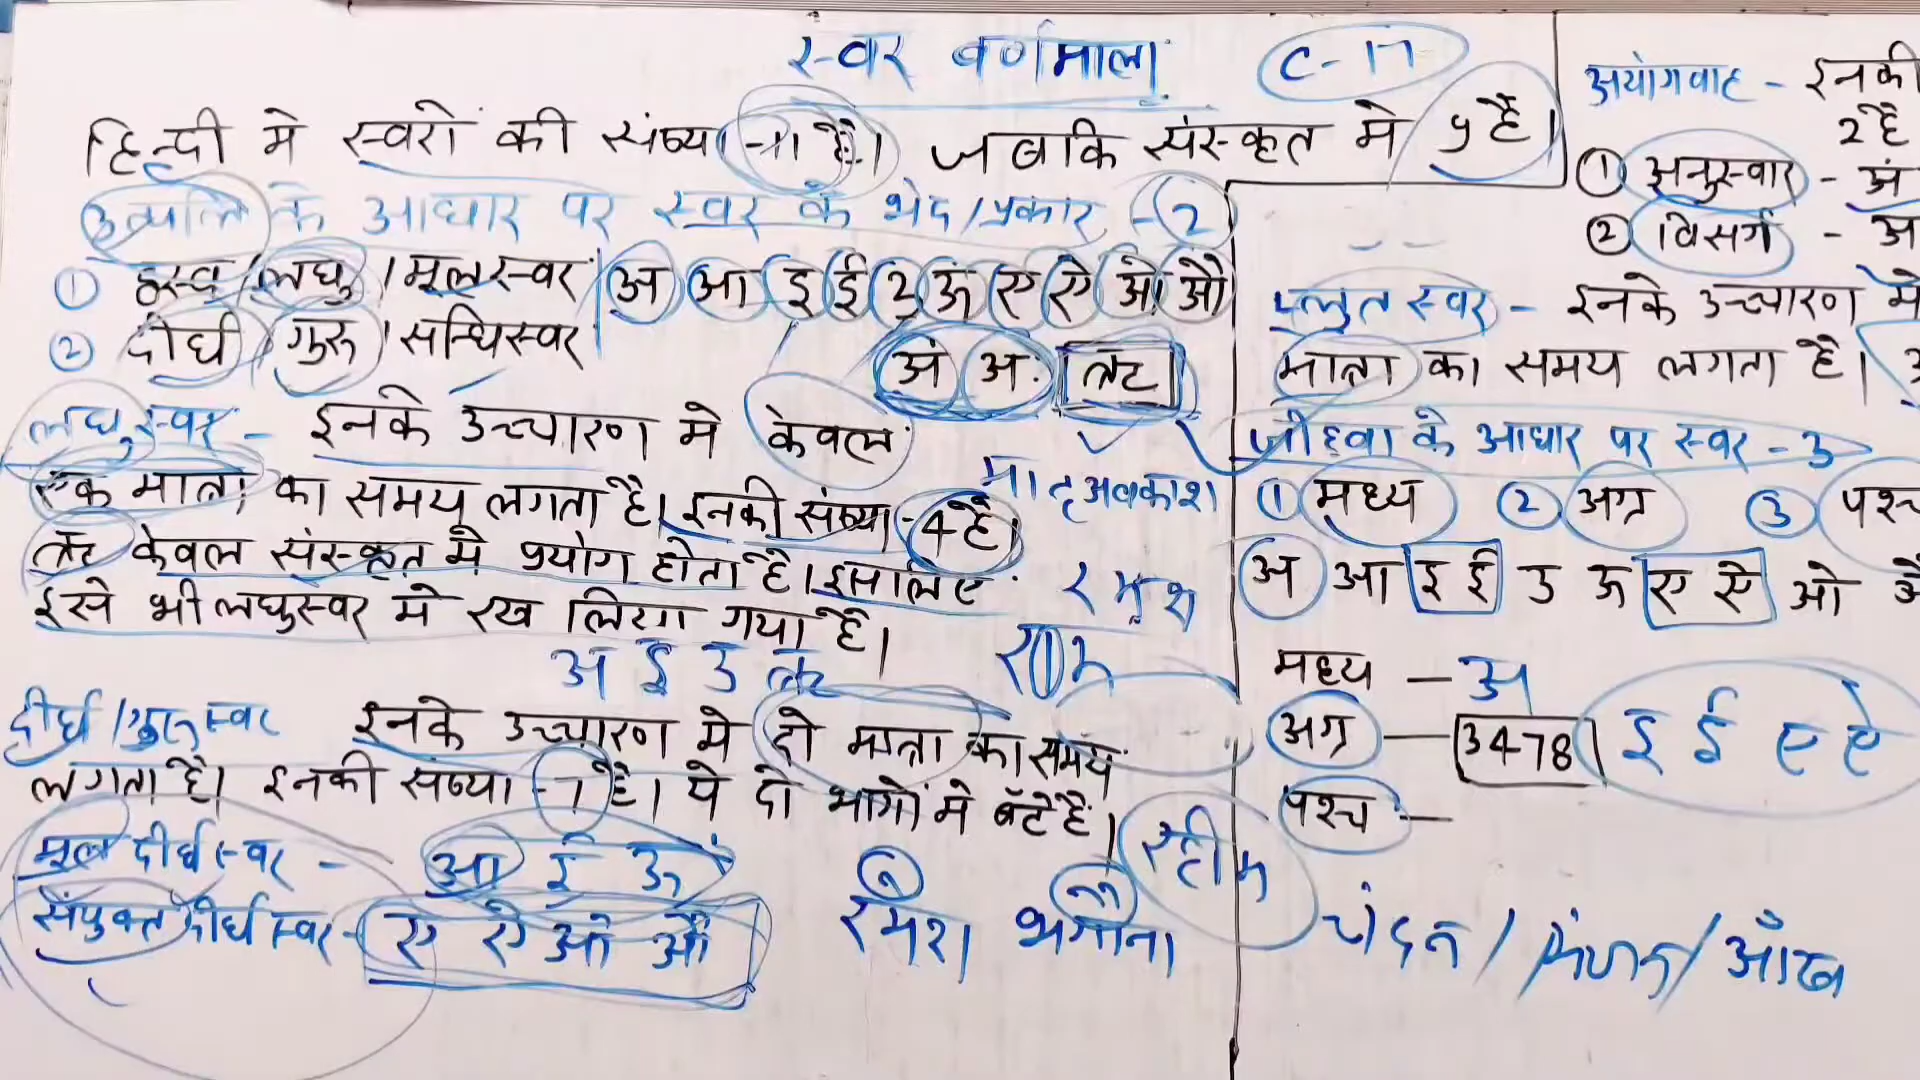 स्वर वर्णमाला C-17
हिन्दी मे स्वरों की संख्या -11 है। जबकि संस्कृत मे 9 है।
उत्पत्ति के आधार पर स्वर के भेद/प्रकार - 2
① ह्रस्व/लघु/मूलस्वर
② दीर्घ/गुरु/सन्धिस्वर
अ आ इ ई उ ऊ ए ऐ ओ औ
अं अ: ऋ
लघुस्वर - इनके उच्चारण मे केवल
एक मात्रा का समय लगता है। इनकी संख्या -4 है।
ऋ केवल संस्कृत मे प्रयोग होता है। इसलिए
इसे भी लघुस्वर मे रख लिया गया है।
अ इ उ ऋ
दीर्घ/गुरुस्वर इनके उच्चारण मे दो मात्रा का समय
लगता है। इनकी संख्या -7 है। ये दो भागों मे बँटे है।
मूल दीर्घस्वर - आ ई ऊ
संयुक्त दीर्घस्वर - ए ऐ ओ औ
राम
रमेश
अयोगवाह - इनकी
2 है
① अनुस्वार - अं
② विसर्ग - अ
प्लुत स्वर - इनके उच्चारण मे
मात्रा का समय लगता है।
जीहवा के आधार पर स्वर - 3
① मध्य ② अग्र ③ पश्च
अ आ इ ई उ ऊ ए ऐ ओ औ
मध्य - अ
अग्र - 3478 इ ई ए ऐ
पश्च -
चंदन / / आँख